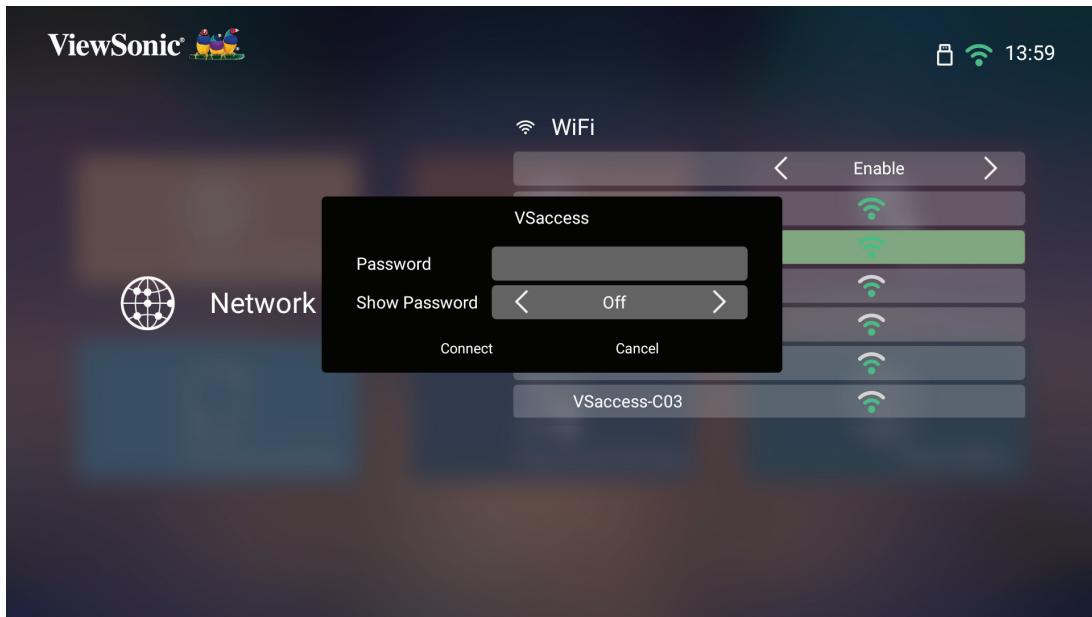 ViewSonic®
13:59
WiFi
Enable
VSaccess
Password
Show Password
Off
Network
Connect
Cancel
VSaccess-C03